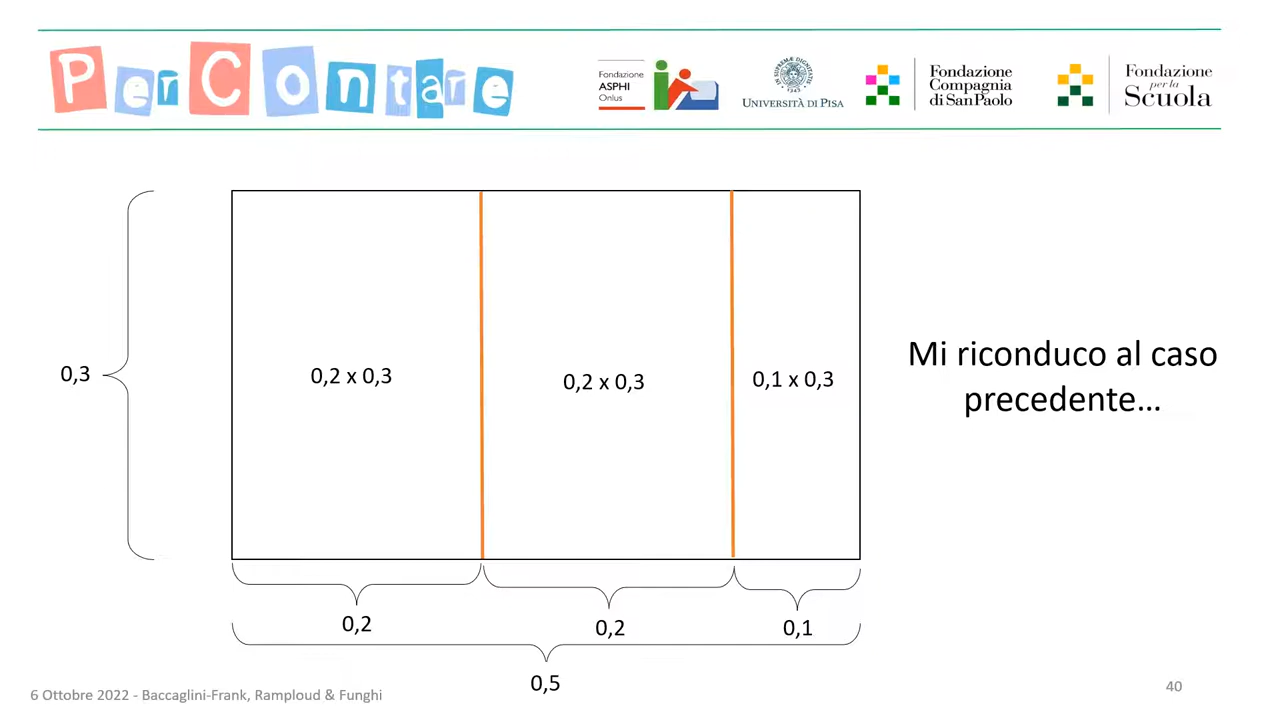 PerContare
Fondazione
ASPHI
Onlus
UNIVERSITÀ DI PISA
Fondazione
Compagnia
di San Paolo
Fondazione
per la
Scuola
0,3
0,2 x 0,3
0,2 x 0,3
0,1 x 0,3
Mi riconduco al caso
precedente…
0,2
0,2
0,1
0,5
6 Ottobre 2022 - Baccaglini-Frank, Ramploud & Funghi
40